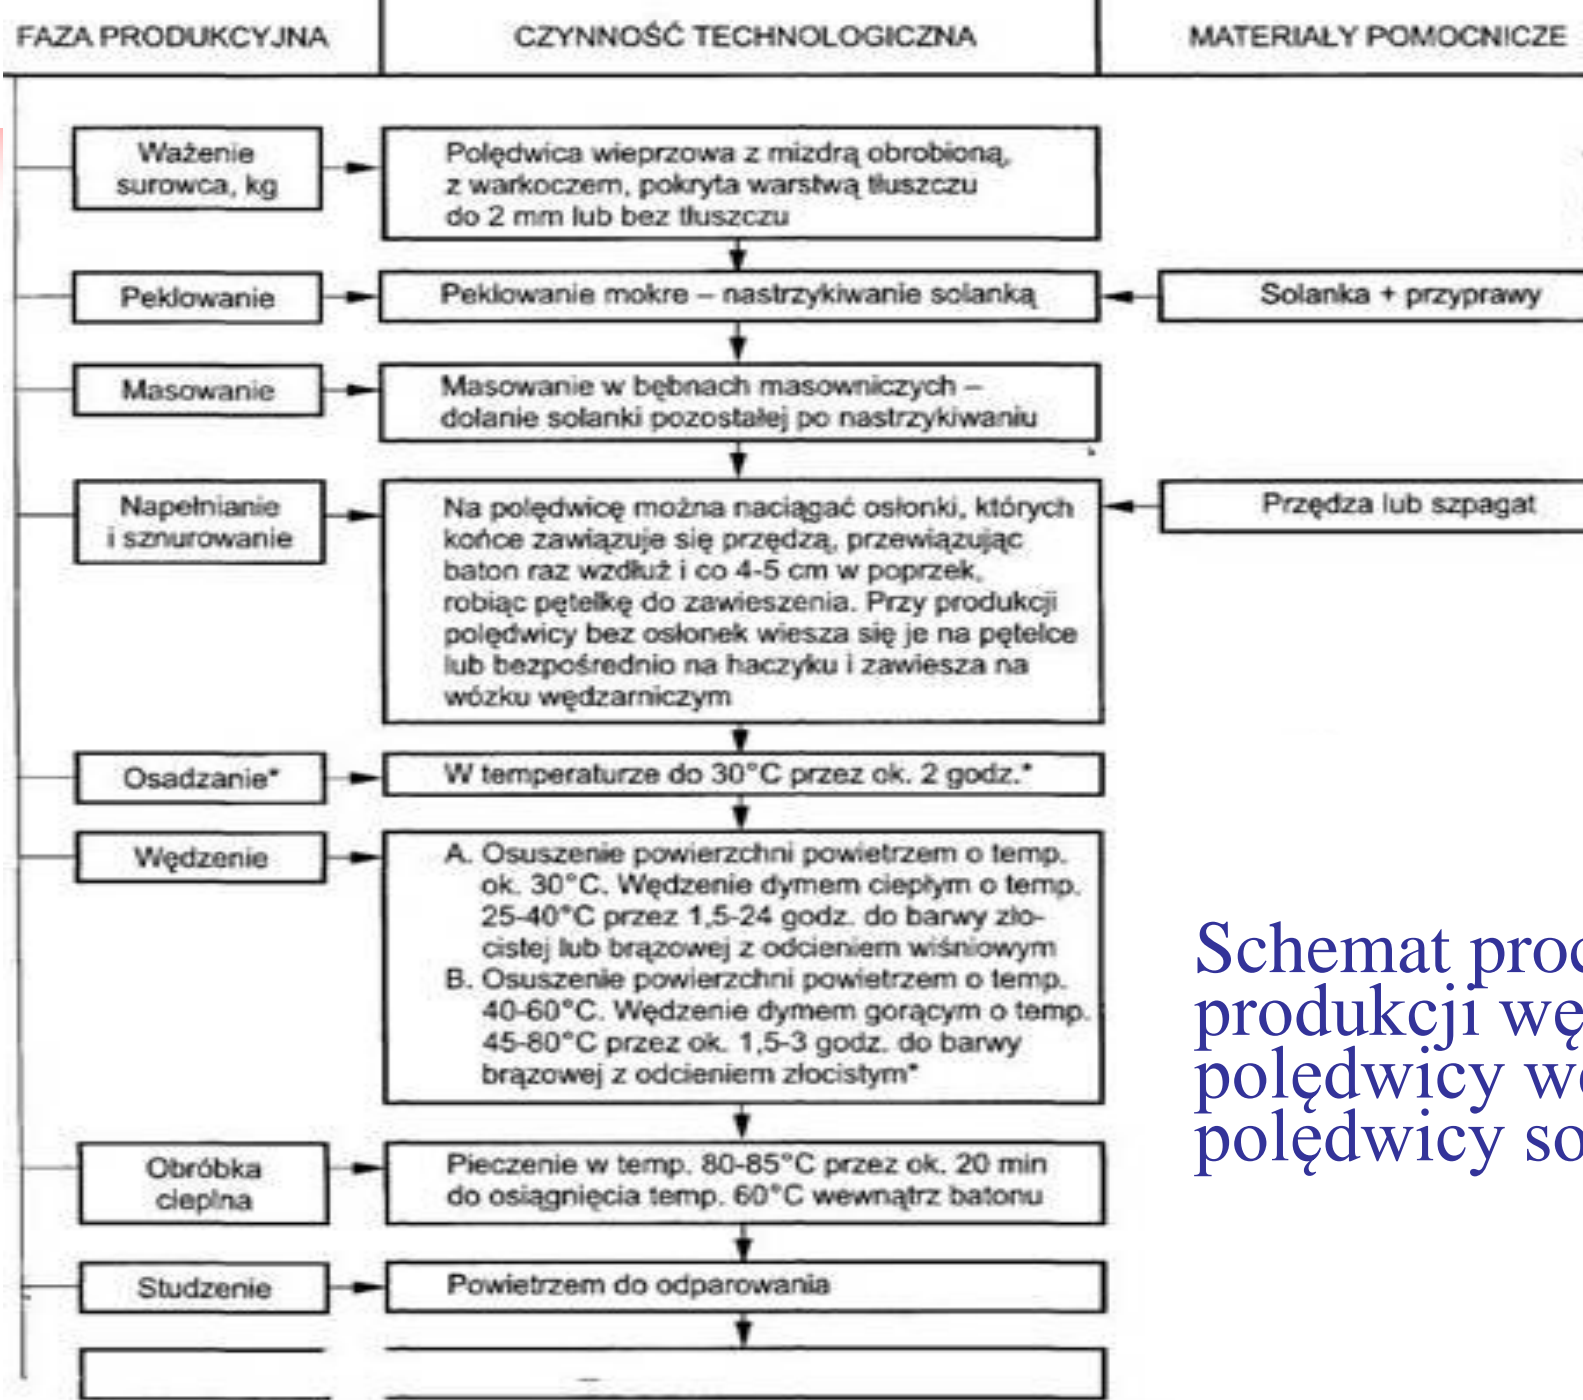 FAZA PRODUKCYJNA
CZYNNOŚĆ TECHNOLOGICZNA
MATERIAŁY POMOCNICZE
Ważenie
surowca, kg
Polędwica wieprzowa z mizdrą obrobioną,
z warkoczem, pokryta warstwą tłuszczu
do 2 mm lub bez tłuszczu
Peklowanie
Peklowanie mokre – nastrzykiwanie solanką
Solanka + przyprawy
Masowanie
Masowanie w bębnach masowniczych –
dolanie solanki pozostałej po nastrzykiwaniu
Napełnianie
i sznurowanie
Na polędwicę można naciągać osłonki, których
końce zawiązuje się przędzą, przewiązując
baton raz wzdłuż i co 4-5 cm w poprzek,
robiąc pętelkę do zawieszenia. Przy produkcji
polędwicy bez osłonek wiesza się je na pętelce
lub bezpośrednio na haczyku i zawiesza na
wózku wędzarniczym
Przędza lub szpagat
Osadzanie*
W temperaturze do 30°C przez ok. 2 godz.*
Wędzenie
A. Osuszenie powierzchni powietrzem o temp.
ok. 30°C. Wędzenie dymem ciepłym o temp.
25-40°C przez 1,5-24 godz. do barwy zło-
cistej lub brązowej z odcieniem wiśniowym
B. Osuszenie powierzchni powietrzem o temp.
40-60°C. Wędzenie dymem gorącym o temp.
45-80°C przez ok. 1,5-3 godz. do barwy
brązowej z odcieniem złocistym*
Obróbka
cieplna
Pieczenie w temp. 80-85°C przez ok. 20 min
do osiągnięcia temp. 60°C wewnątrz batonu
Studzenie
Powietrzem do odparowania
Schemat
produkcji
polędwicy
polędwicy